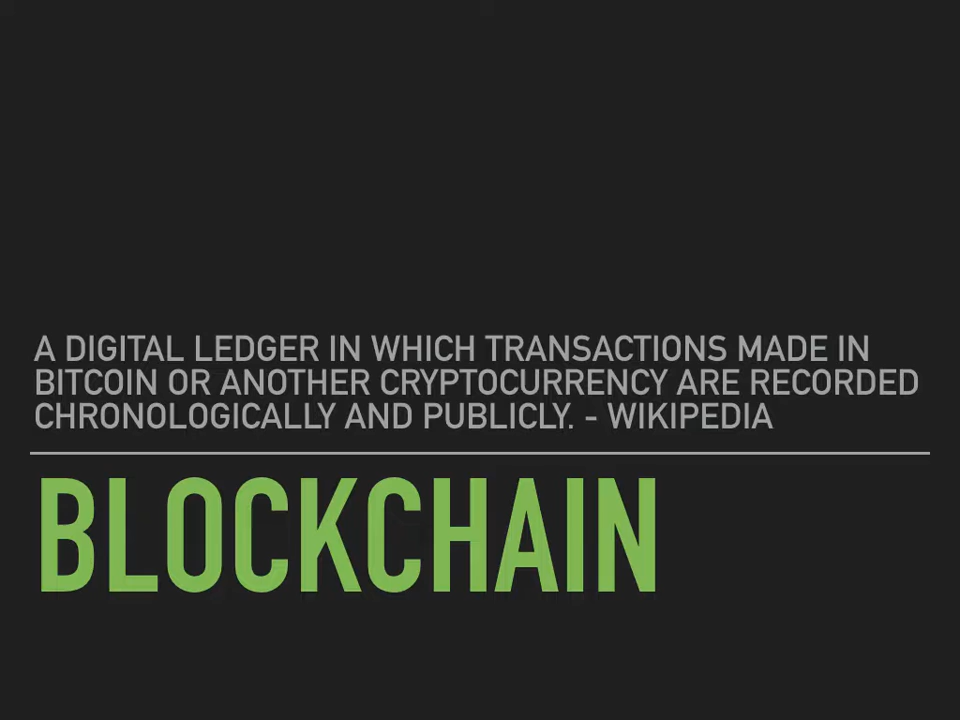 A DIGITAL LEDGER IN WHICH TRANSACTIONS MADE IN
BITCOIN OR ANOTHER CRYPTOCURRENCY ARE RECORDED
CHRONOLOGICALLY AND PUBLICLY. - WIKIPEDIA
BLOCKCHAIN